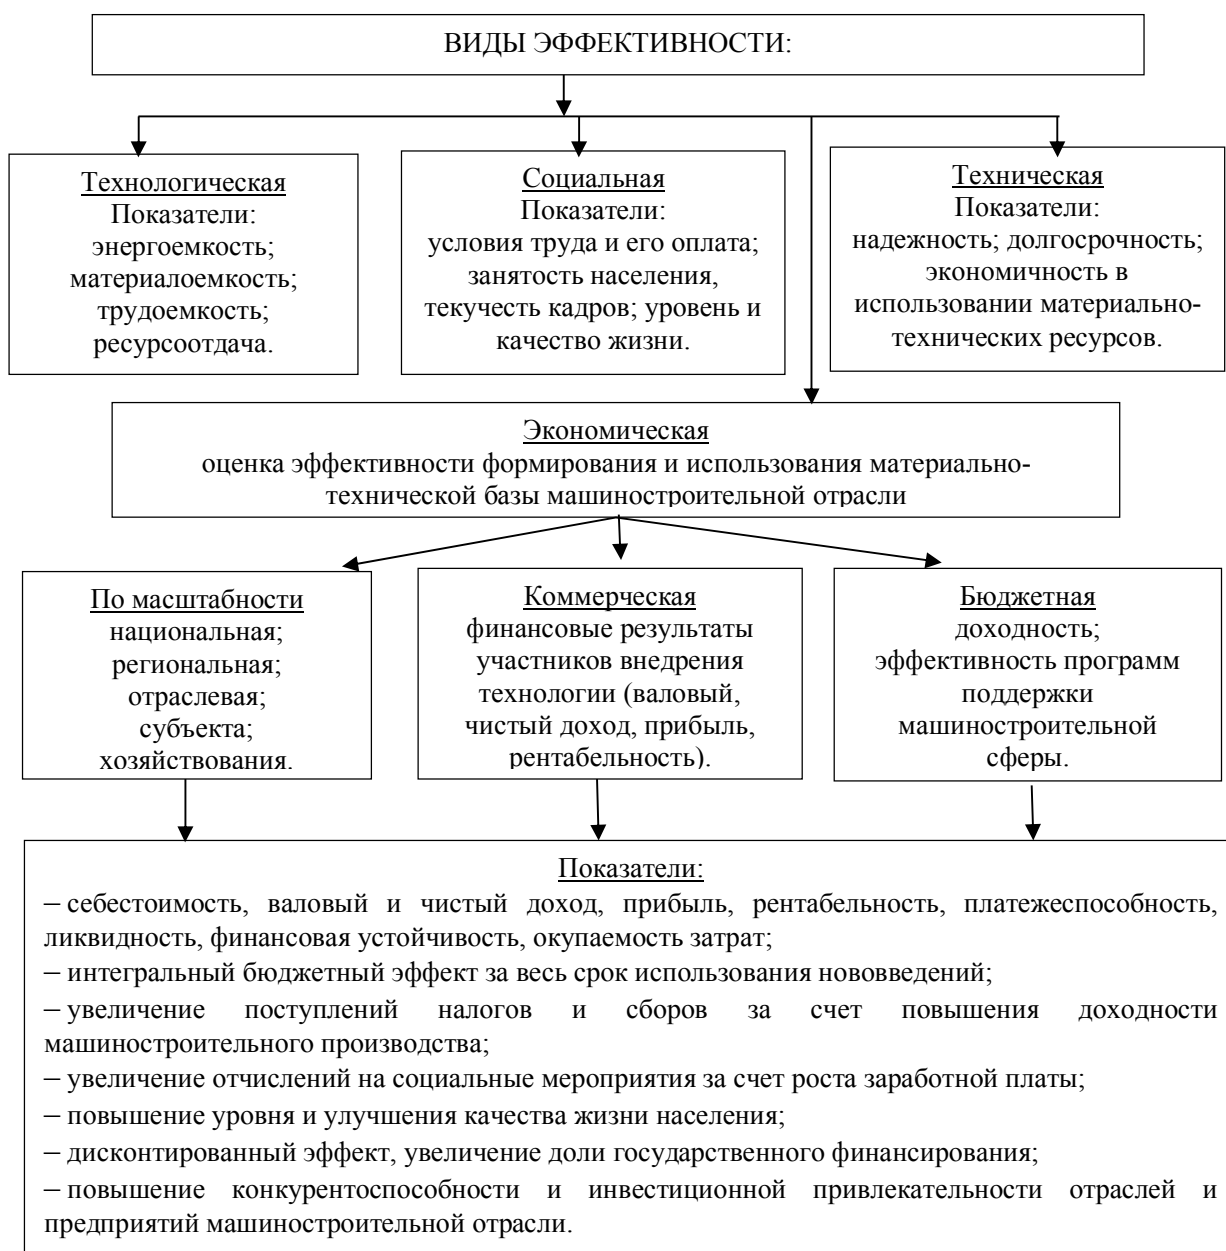 ВИДЫ ЭФФЕКТИВНОСТИ:
Технологическая
Показатели:
энергоемкость;
материалоемкость;
трудоемкость;
ресурсоотдача.
Социальная
Показатели:
условия труда и его оплата;
занятость населения,
текучесть кадров; уровень и
качество жизни.
Техническая
Показатели:
надежность; долгосрочность;
экономичность в
использовании материально-
технических ресурсов.
Экономическая
оценка эффективности формирования и использования материально-
технической базы машиностроительной отрасли
По масштабности
национальная;
региональная;
отраслевая;
субъекта;
хозяйствования.
Коммерческая
финансовые результаты
участников внедрения
технологии (валовый,
чистый доход, прибыль,
рентабельность).
Бюджетная
доходность;
эффективность программ
поддержки
машиностроительной
сферы.
Показатели:
– себестоимость, валовый и чистый доход, прибыль, рентабельность, платежеспособность,
ликвидность, финансовая устойчивость, окупаемость затрат;
– интегральный бюджетный эффект за весь срок использования нововведений;
– увеличение поступлений налогов и сборов за счет повышения доходности
машиностроительного производства;
– увеличение отчислений на социальные мероприятия за счет роста заработной платы;
– повышение уровня и улучшения качества жизни населения;
– дисконтированный эффект, увеличение доли государственного финансирования;
– повышение конкурентоспособности и инвестиционной привлекательности отраслей и
предприятий машиностроительной отрасли.